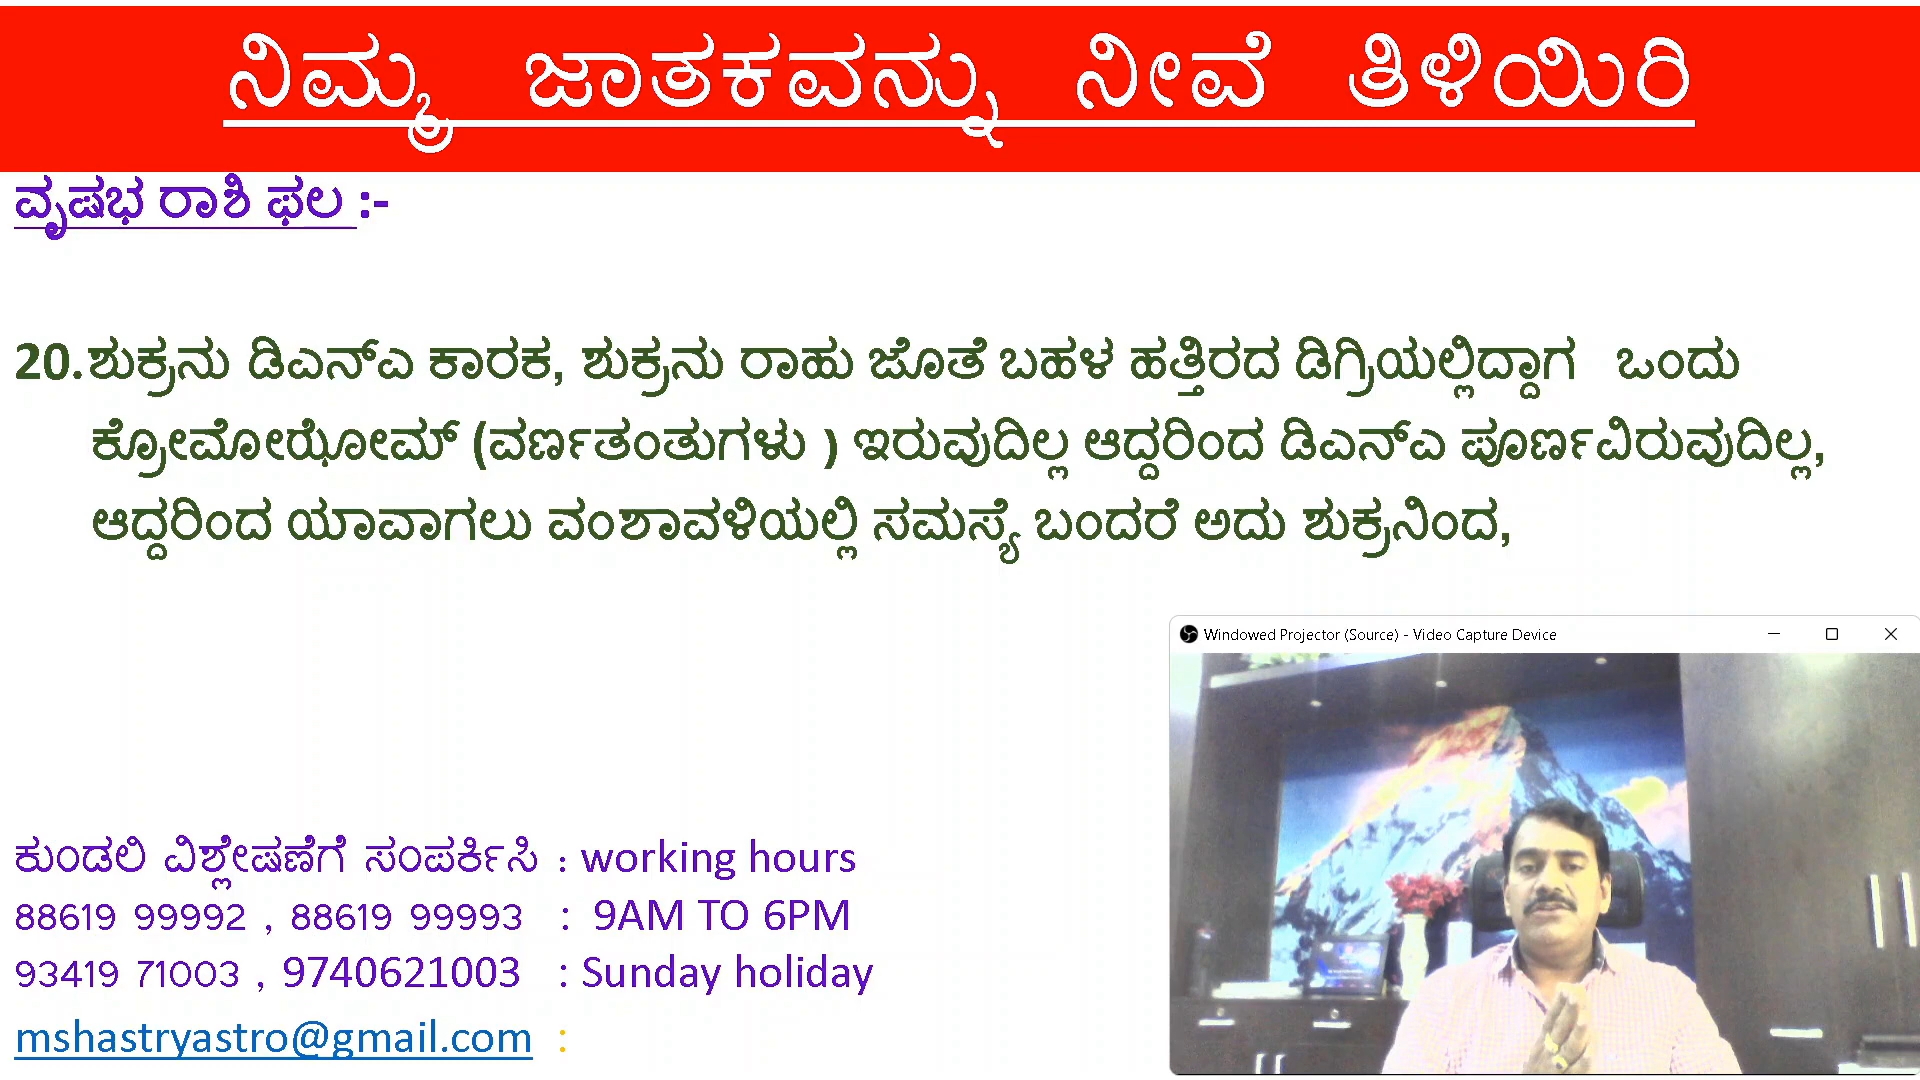 ನಿಮ್ಮ ಜಾತಕವನ್ನು ನೀವೆ ತಿಳಿಯಿರಿ
ವೃಷಭ ರಾಶಿ ಫಲ :-
20.ಶುಕ್ರನು ಡಿಎನ್ಎ ಕಾರಕ, ಶುಕ್ರನು ರಾಹು ಜೊತೆ ಬಹಳ ಹತ್ತಿರದ ಡಿಗ್ರಿಯಲ್ಲಿದ್ದಾಗ ಒಂದು
ಕ್ರೋಮೋಝೋಮ್ (ವರ್ಣತಂತುಗಳು ) ಇರುವುದಿಲ್ಲ ಆದ್ದರಿಂದ ಡಿಎನ್ಎ ಪೂರ್ಣವಿರುವುದಿಲ್ಲ,
ಆದ್ದರಿಂದ ಯಾವಾಗಲು ವಂಶಾವಳಿಯಲ್ಲಿ ಸಮಸ್ಯೆ ಬಂದರೆ ಅದು ಶುಕ್ರನಿಂದ,
Windowed Projector (Source) - Video Capture Device
ಕುಂಡಲಿ ವಿಶ್ಲೇಷಣೆಗೆ ಸಂಪರ್ಕಿಸಿ : working hours
88619 99992 , 88619 99993 : 9AM TO 6PM
93419 71003 , 9740621003 : Sunday holiday
mshastryastro@gmail.com :